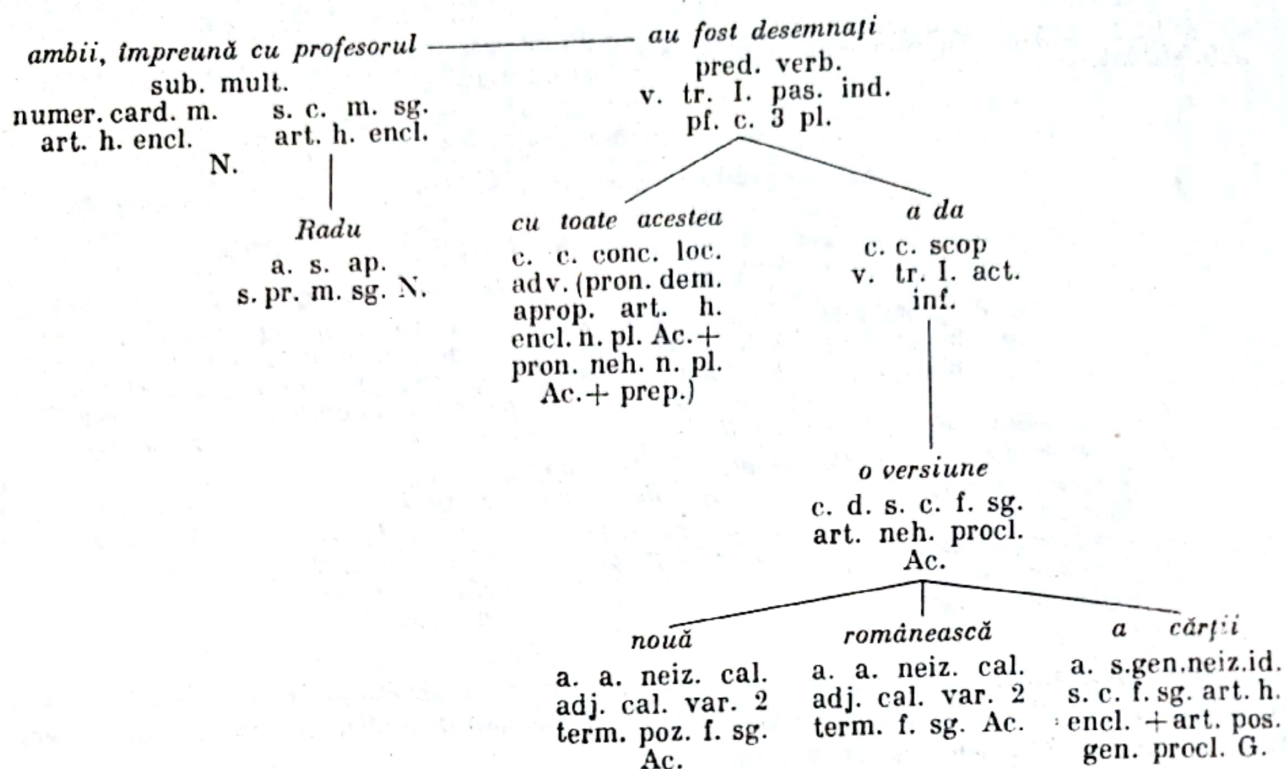 ambii, împreună cu profesorul
sub. mult.
numer. card. m. s. c. m. sg.
art. h. encl. art. h. encl.
N.
au fost desemnați
pred. verb.
v. tr. I. pas. ind.
pf. c. 3 pl.
Radu
a. s. ap.
s. pr. m. sg. N.
cu toate acestea
c. c. conc. loc.
adv. (pron. dem.
aprop. art. h.
encl. n. pl. Ac.+
pron. neh. n. pl.
Ac.+ prep.)
a da
c. c. scop
v. tr. I. act.
inf.
o versiune
c. d. s. c. f. sg.
art. neh. procl.
Ac.
nouă
a. a. neiz. cal.
adj. cal. var. 2
term. poz. f. sg.
Ac.
românească
a. a. neiz. cal.
adj. cal. var. 2
term. f. sg. Ac.
a cărții
a. s.gen.neiz.id.
s. c. f. sg. art. h.
encl. +art. pos.
gen. procl. G.